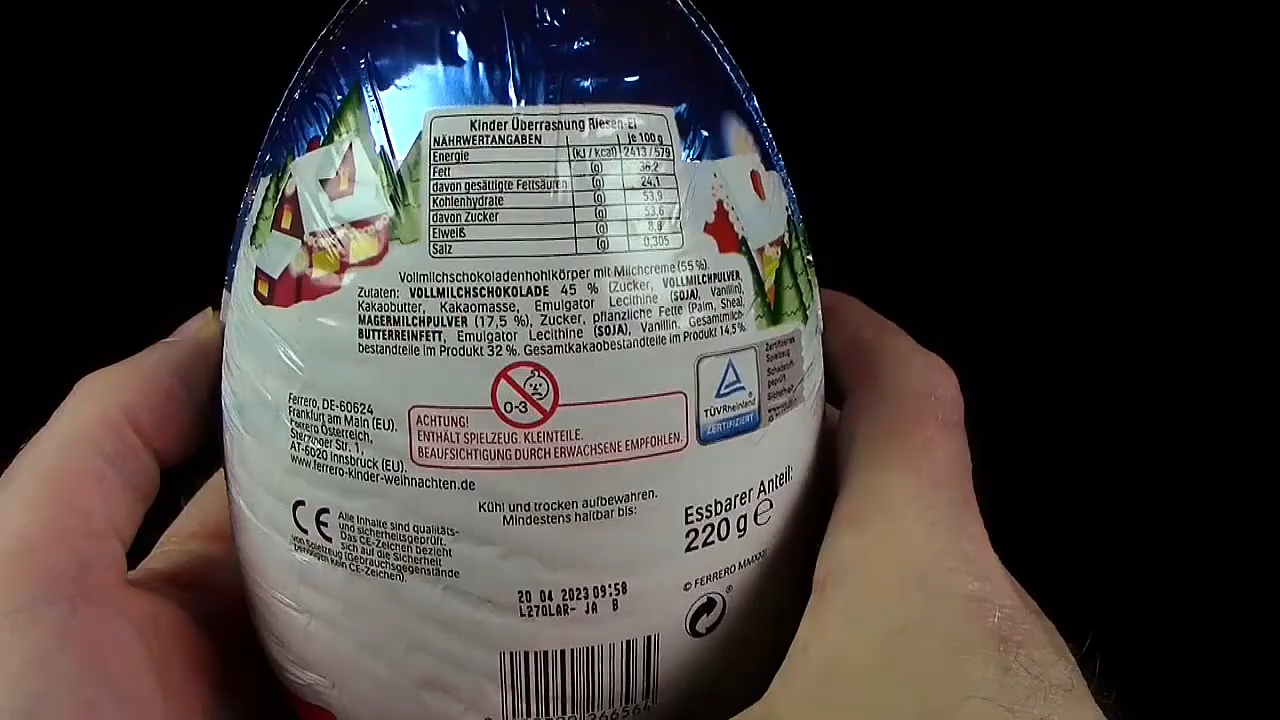 Kinder Überrashung Riesen-Ei
NÄHRWERTANGABEN je 100 g
Energie (kJ / kcal) 2413 / 579
Fett (g) 36,2
davon gesättigte Fettsäuren (g) 24,1
Kohlenhydrate (g) 53,9
davon Zucker (g) 53,6
Eiweiß (g) 8,8
Salz (g) 0,305
Vollmilchschokoladenhohlkörper mit Milchcreme (55 %).
Zutaten: VOLLMILCHSCHOKOLADE 45 % (Zucker, VOLLMILCHPULVER,
Kakaobutter, Kakaomasse, Emulgator Lecithine (SOJA), Vanillin),
MAGERMILCHPULVER (17,5 %), Zucker, pflanzliche Fette (Palm, Shea),
BUTTERREINFETT, Emulgator Lecithine (SOJA), Vanillin. Gesamtmilch-
bestandteile im Produkt 32 %. Gesamtkakaobestandteile im Produkt 14,5%.
0-3
ACHTUNG!
ENTHÄLT SPIELZEUG. KLEINTEILE.
BEAUFSICHTIGUNG DURCH ERWACHSENE EMPFOHLEN.
TÜVRheinland
ZERTIFIZIERT
Zertifiziertes
Spielzeug
Schadstoff-
geprüft
Sicherheit
Ferrero, DE-60624
Frankfurt am Main (EU).
Ferrero Österreich,
Sterzinger Str. 1,
AT-6020 Innsbruck (EU).
www.ferrero-kinder-weihnachten.de
CE
Alle Inhalte sind qualitäts-
und sicherheitsgeprüft.
Das CE-Zeichen bezieht
sich auf die Sicherheit
von Spielzeug (Gebrauchsgegenstände
benötigen kein CE-Zeichen).
Kühl und trocken aufbewahren.
Mindestens haltbar bis:
Essbarer Anteil:
220 g e
© FERRERO
20 04 2023 09:58
L270LAR- JA B
366564